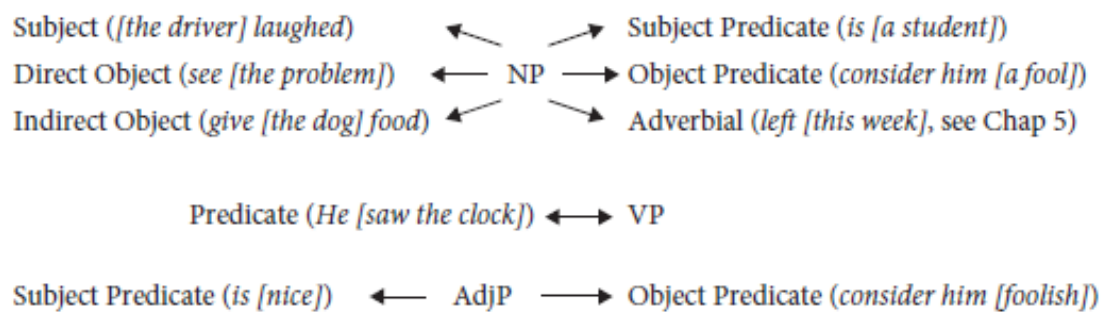 Subject ([the driver] laughed) Subject Predicate (is [a student])
Direct Object (see [the problem]) NP Object Predicate (consider him [a fool])
Indirect Object (give [the dog] food) Adverbial (left [this week], see Chap 5)
Predicate (He [saw the clock]) VP
Subject Predicate (is [nice]) AdjP Object Predicate (consider him [foolish])